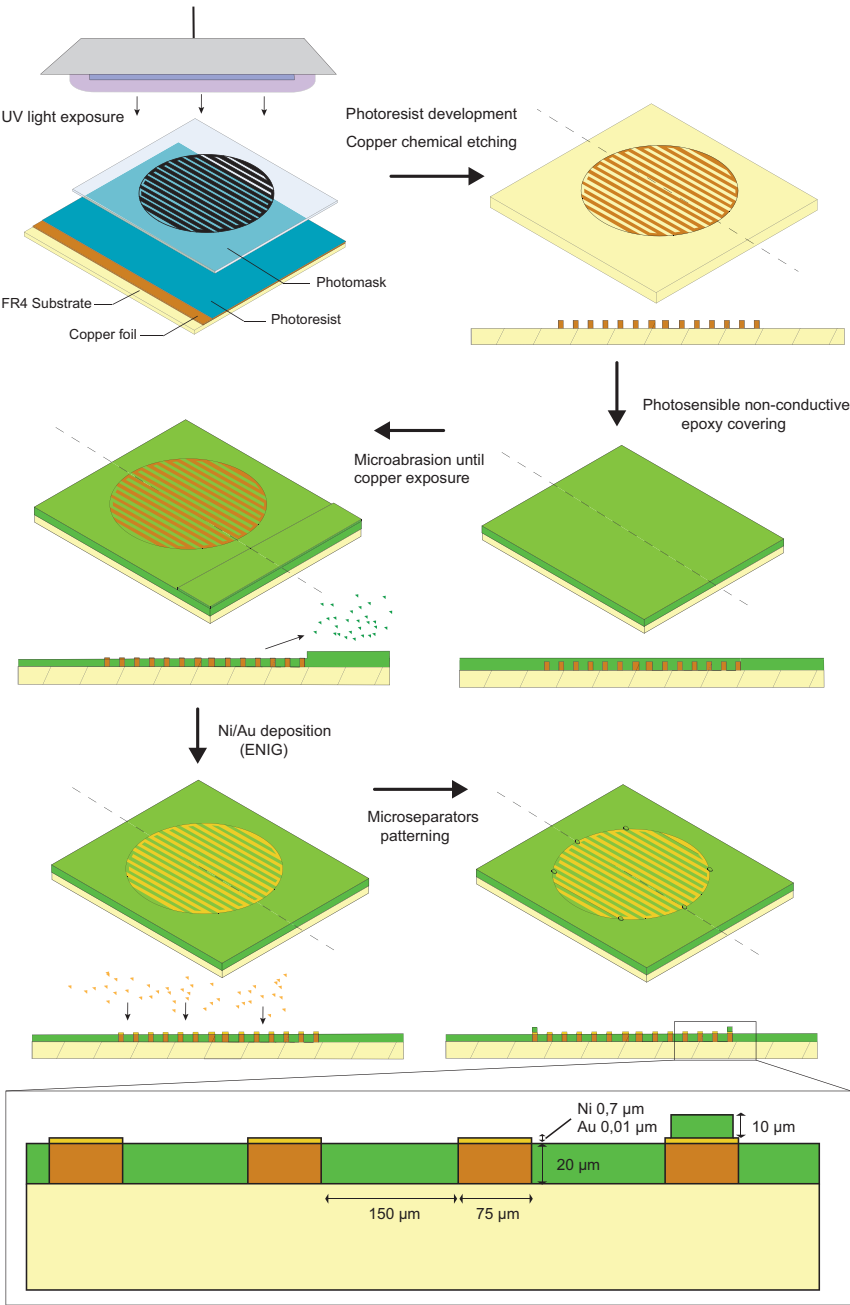 UV light exposure
Photoresist development
Copper chemical etching
Photomask
FR4 Substrate
Photoresist
Copper foil
Photosensible non-conductive
epoxy covering
Microabrasion until
copper exposure
Ni/Au deposition
(ENIG)
Microseparators
patterning
Ni 0,7 µm
Au 0,01 µm
10 µm
20 µm
150 µm
75 µm